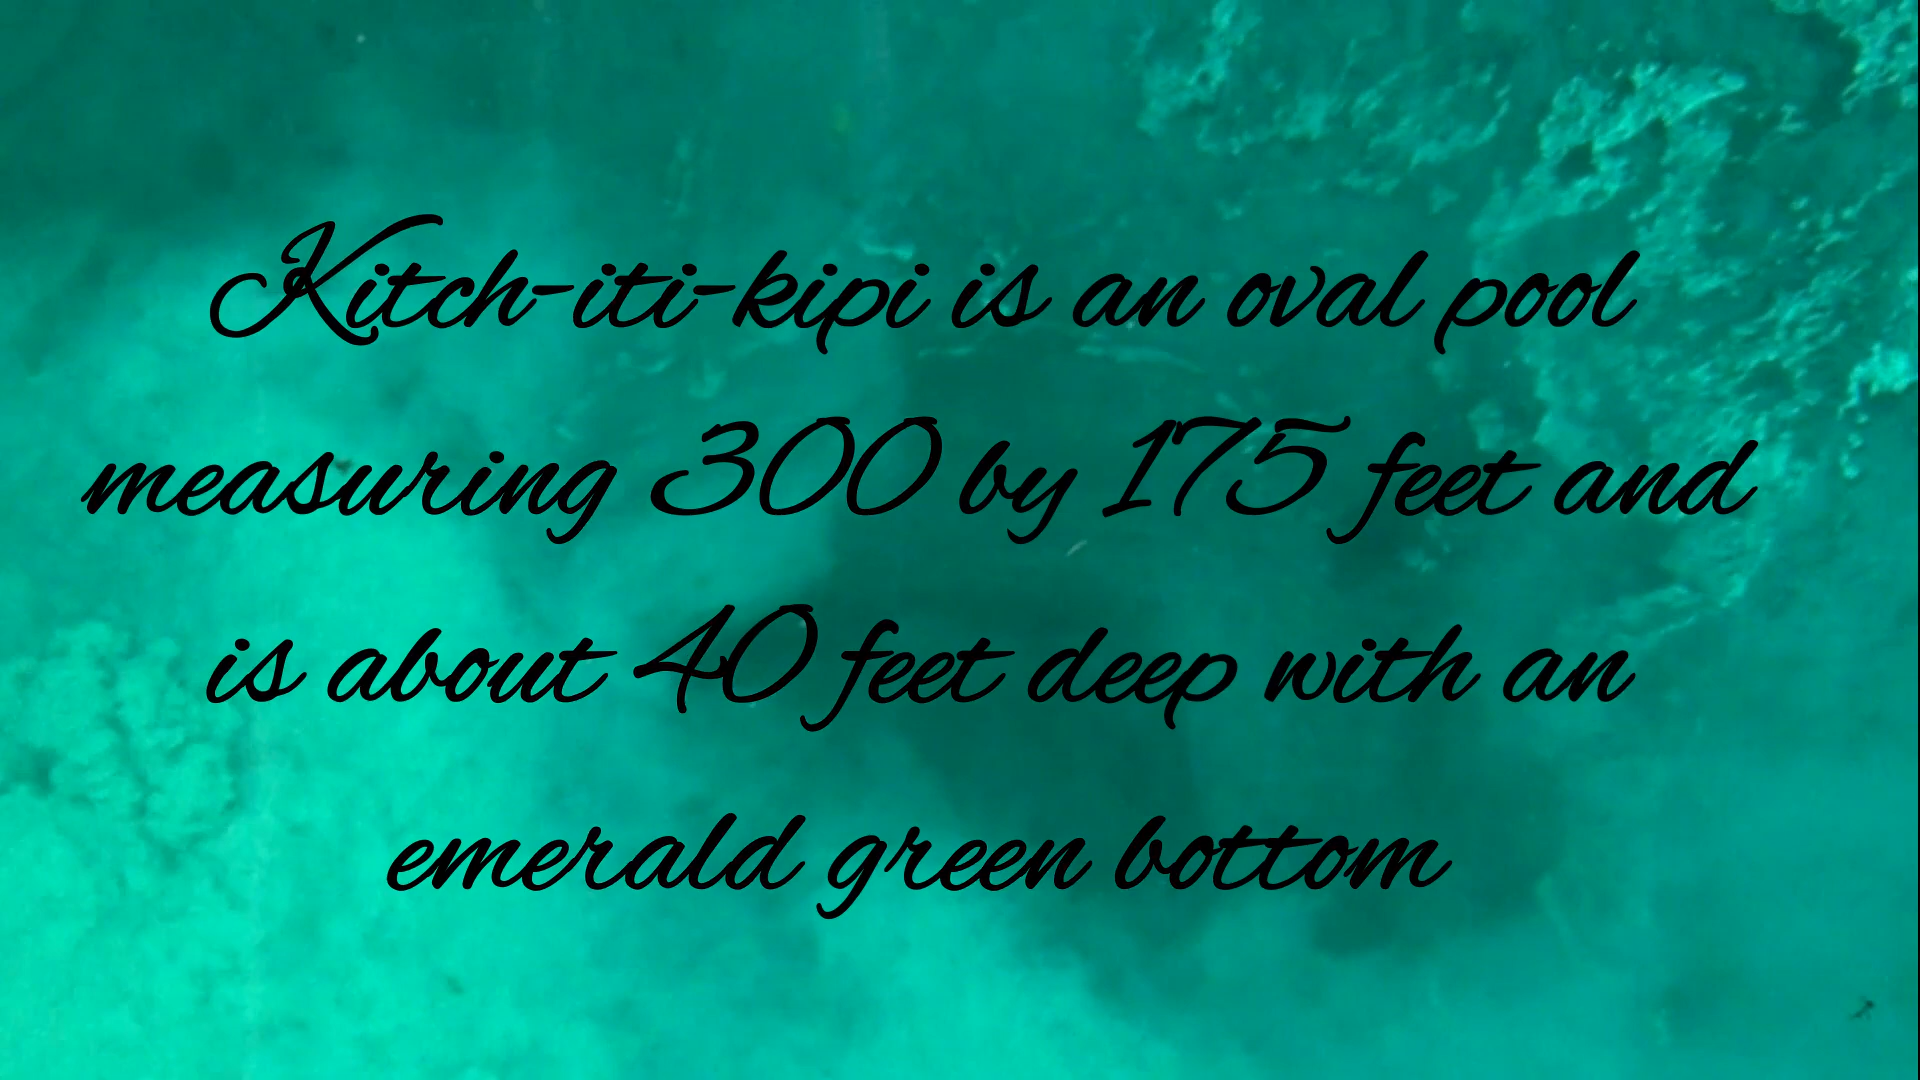 Kitch-iti-kipi is an oval pool
measuring 300 by 175 feet and
is about 40 feet deep with an
emerald green bottom